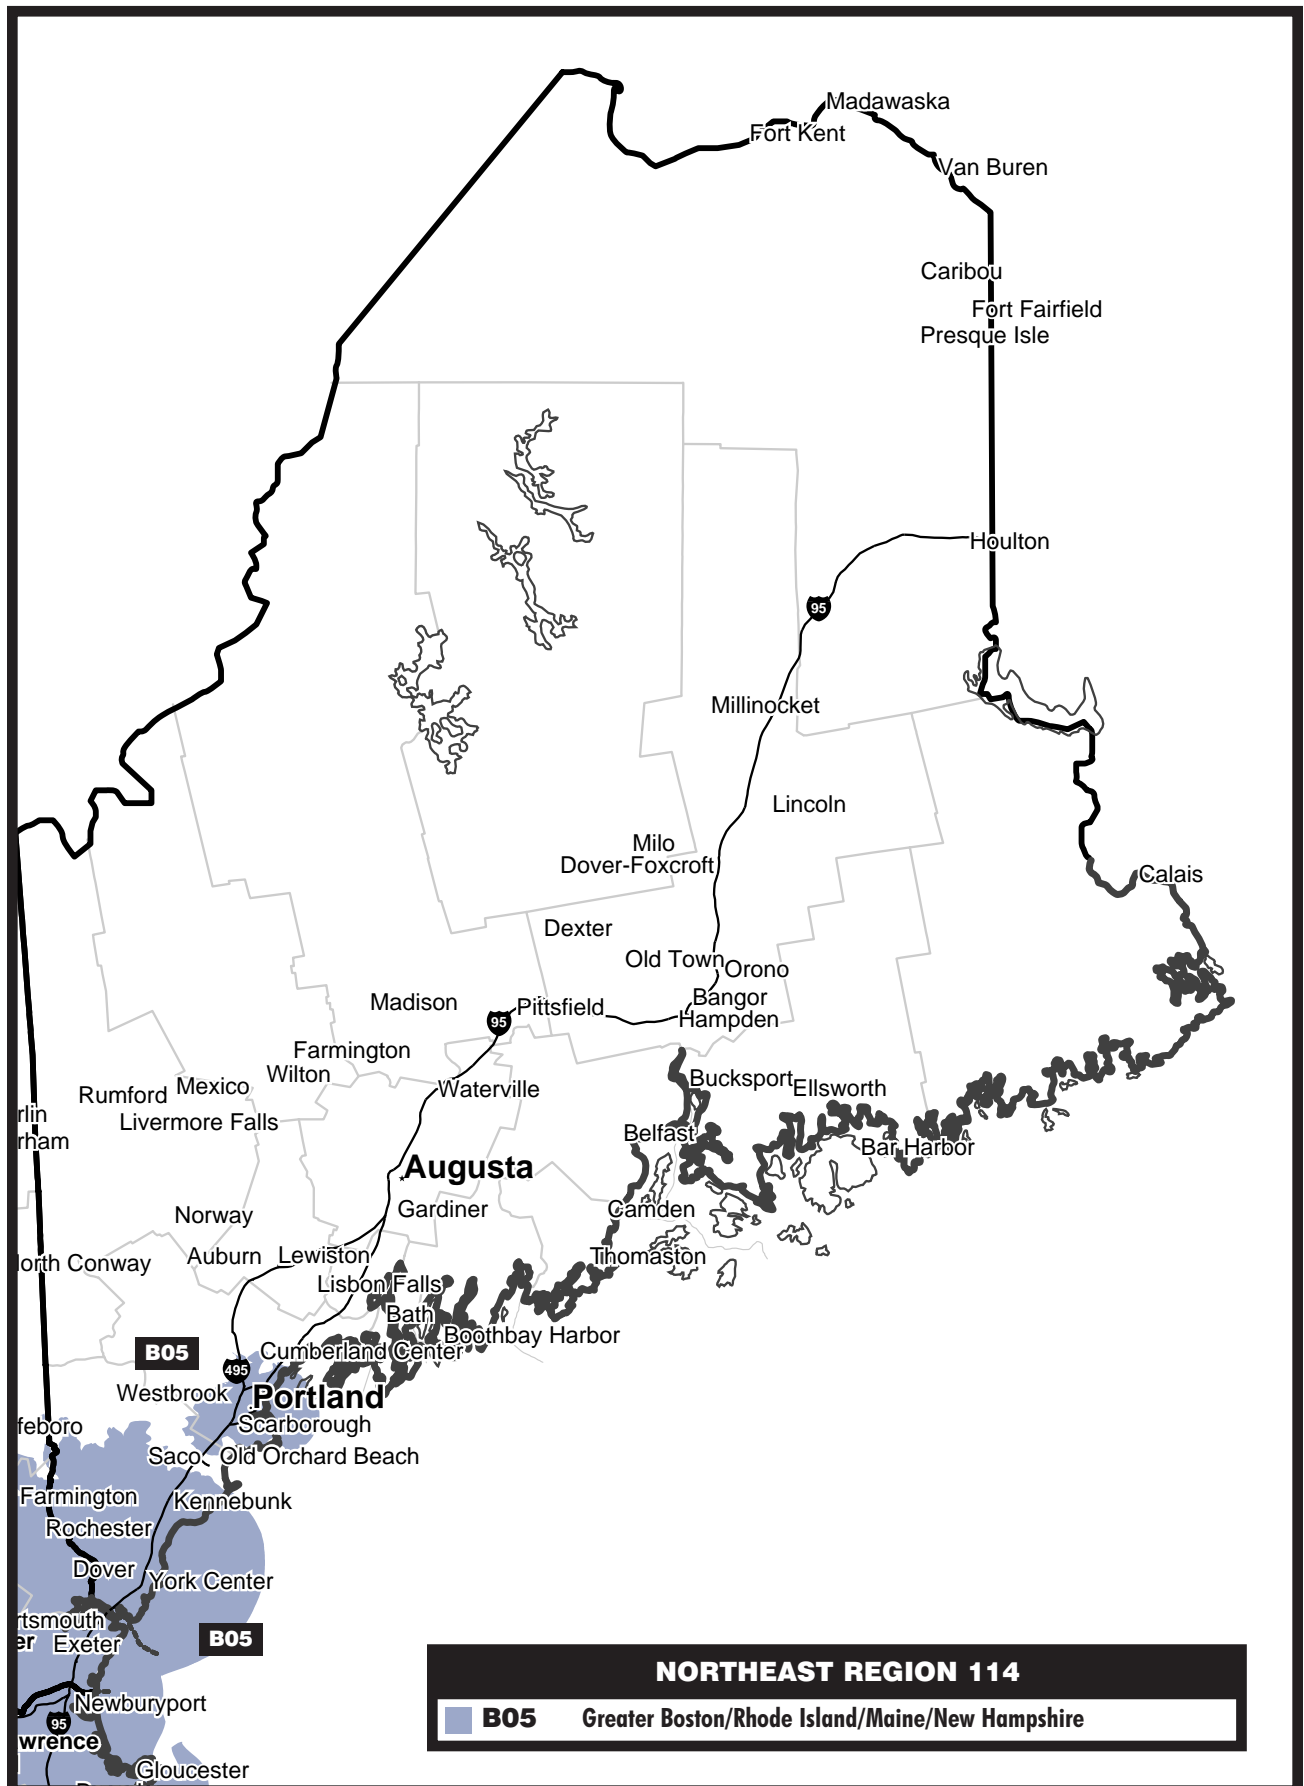 Madawaska
Fort Kent
Van Buren
Caribou
Fort Fairfield
Presque Isle
Houlton
95
Millinocket
Lincoln
Milo
Dover-Foxcroft
Calais
Dexter
Old Town
Orono
Madison
Bangor
Pittsfield
95
Hampden
Farmington
Wilton
Bucksport
Ellsworth
Rumford
Mexico
Waterville
rlin
Livermore Falls
rham
Belfast
Bar Harbor
Augusta
Gardiner
Camden
Norway
Auburn
Lewiston
Thomaston
orth Conway
Lisbon Falls
Bath
Boothbay Harbor
B05
Cumberland Center
495
Westbrook
Portland
Scarborough
feboro
Saco
Old Orchard Beach
Farmington
Kennebunk
Rochester
Dover
York Center
rtsmouth
er
Exeter
B05
NORTHEAST REGION 114
B05 Greater Boston/Rhode Island/Maine/New Hampshire
Newburyport
95
wrence
Gloucester